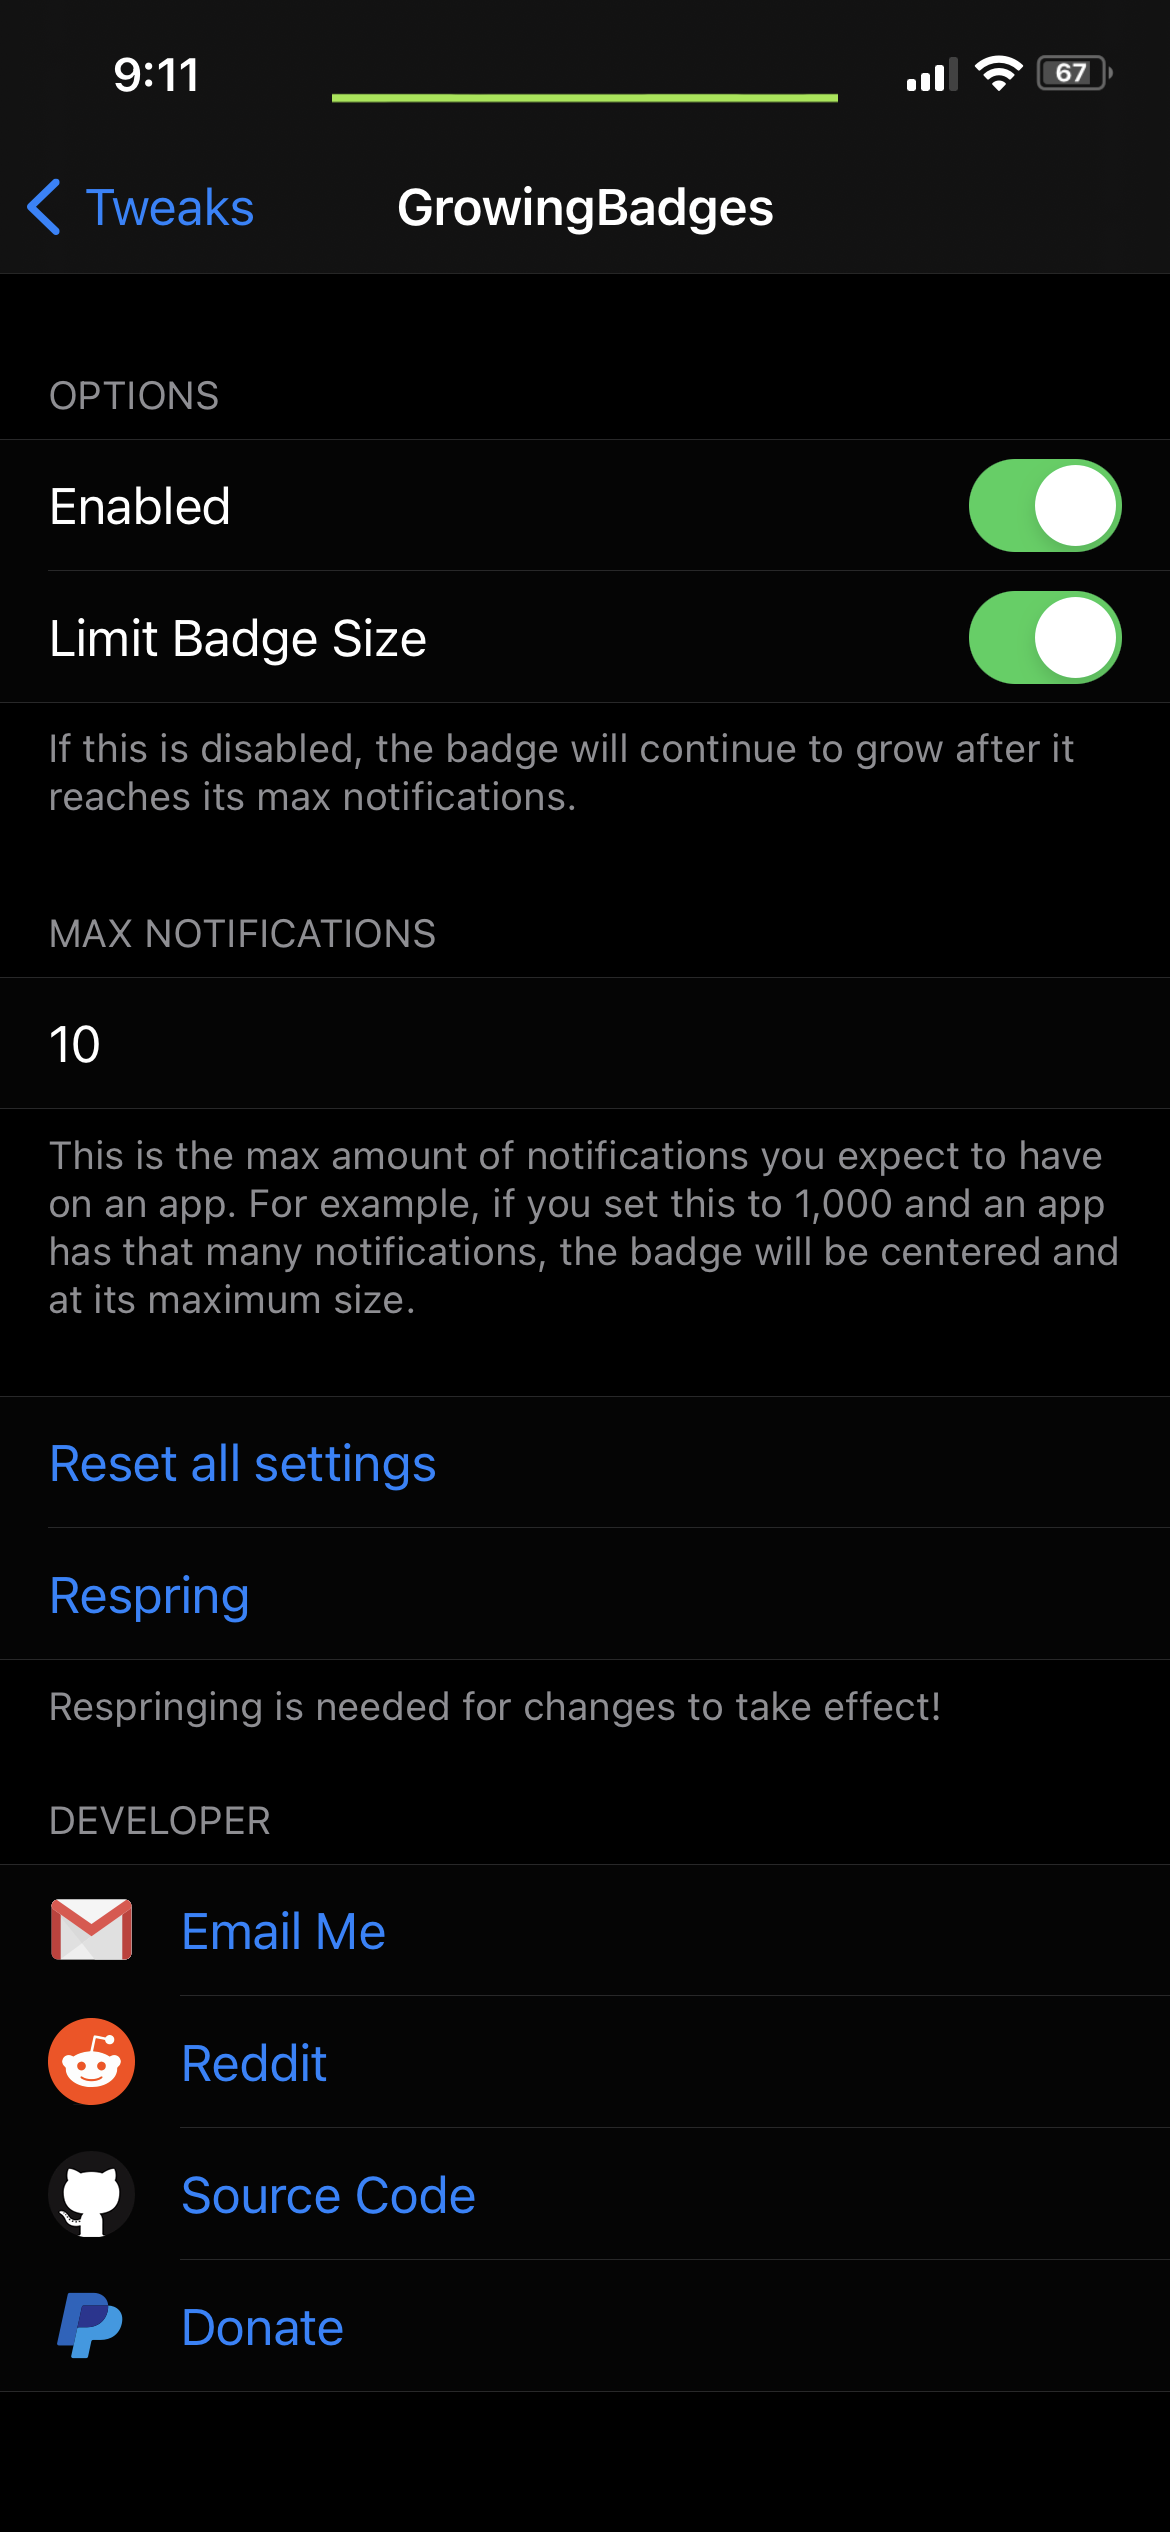 9:11
67
Tweaks
GrowingBadges
OPTIONS
Enabled
Limit Badge Size
If this is disabled, the badge will continue to grow after it
reaches its max notifications.
MAX NOTIFICATIONS
10
This is the max amount of notifications you expect to have
on an app. For example, if you set this to 1,000 and an app
has that many notifications, the badge will be centered and
at its maximum size.
Reset all settings
Respring
Respringing is needed for changes to take effect!
DEVELOPER
Email Me
Reddit
Source Code
Donate